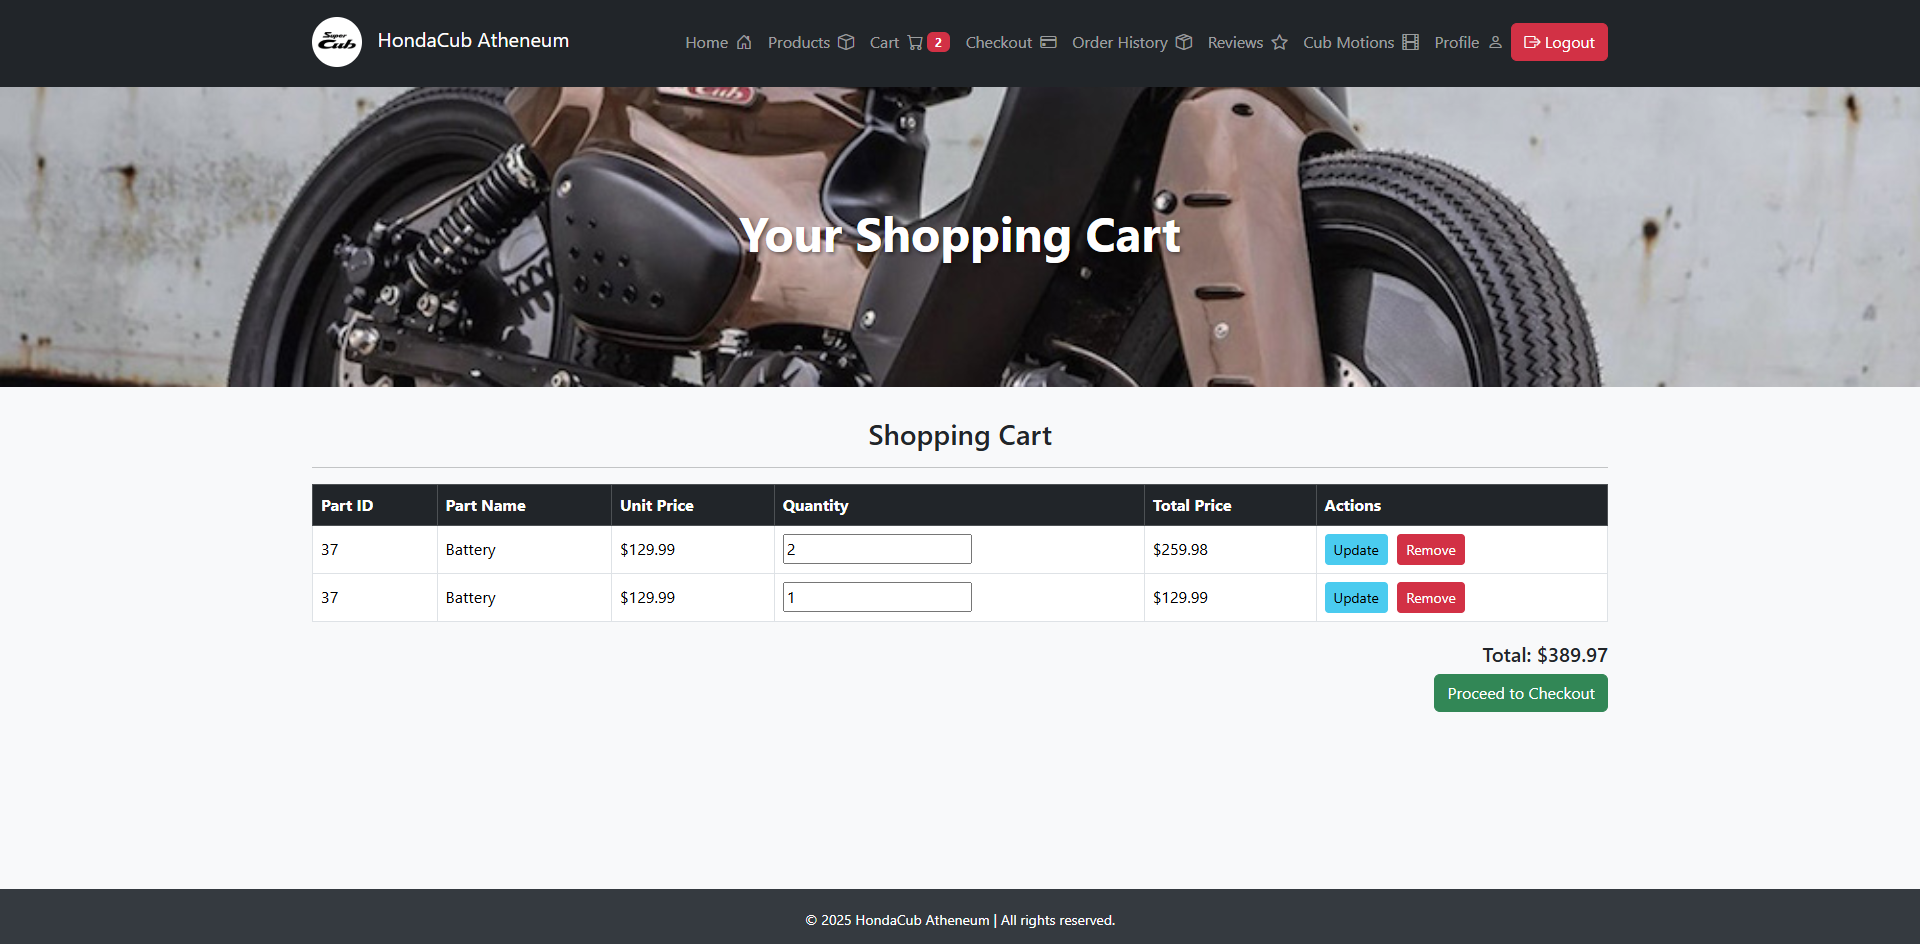 Super Cub
HondaCub Atheneum
Home
Products
Cart 2
Checkout
Order History
Reviews
Cub Motions
Profile
Logout
Cub
Your Shopping Cart
Shopping Cart
Part ID Part Name Unit Price Quantity Total Price Actions
37 Battery $129.99 2 $259.98 Update Remove
37 Battery $129.99 1 $129.99 Update Remove
Total: $389.97
Proceed to Checkout
© 2025 HondaCub Atheneum | All rights reserved.